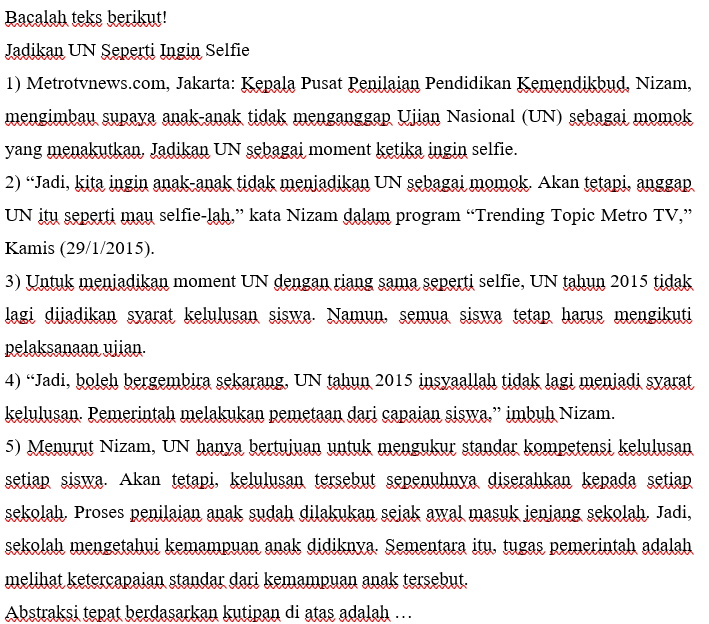 Bacalah teks berikut!
Jadikan UN Seperti Ingin Selfie
1) Metrotvnews.com, Jakarta: Kepala Pusat Penilaian Pendidikan Kemendikbud, Nizam,
mengimbau supaya anak-anak tidak menganggap Ujian Nasional (UN) sebagai momok
yang menakutkan. Jadikan UN sebagai moment ketika ingin selfie.
2) “Jadi, kita ingin anak-anak tidak menjadikan UN sebagai momok. Akan tetapi, anggap
UN itu seperti mau selfie-lah,” kata Nizam dalam program “Trending Topic Metro TV,”
Kamis (29/1/2015).
3) Untuk menjadikan moment UN dengan riang sama seperti selfie, UN tahun 2015 tidak
lagi dijadikan syarat kelulusan siswa. Namun, semua siswa tetap harus mengikuti
pelaksanaan ujian.
4) “Jadi, boleh bergembira sekarang, UN tahun 2015 insyaallah tidak lagi menjadi syarat
kelulusan. Pemerintah melakukan pemetaan dari capaian siswa,” imbuh Nizam.
5) Menurut Nizam, UN hanya bertujuan untuk mengukur standar kompetensi kelulusan
setiap siswa. Akan tetapi, kelulusan tersebut sepenuhnya diserahkan kepada setiap
sekolah. Proses penilaian anak sudah dilakukan sejak awal masuk jenjang sekolah. Jadi,
sekolah mengetahui kemampuan anak didiknya. Sementara itu, tugas pemerintah adalah
melihat ketercapaian standar dari kemampuan anak tersebut.
Abstraksi tepat berdasarkan kutipan di atas adalah …